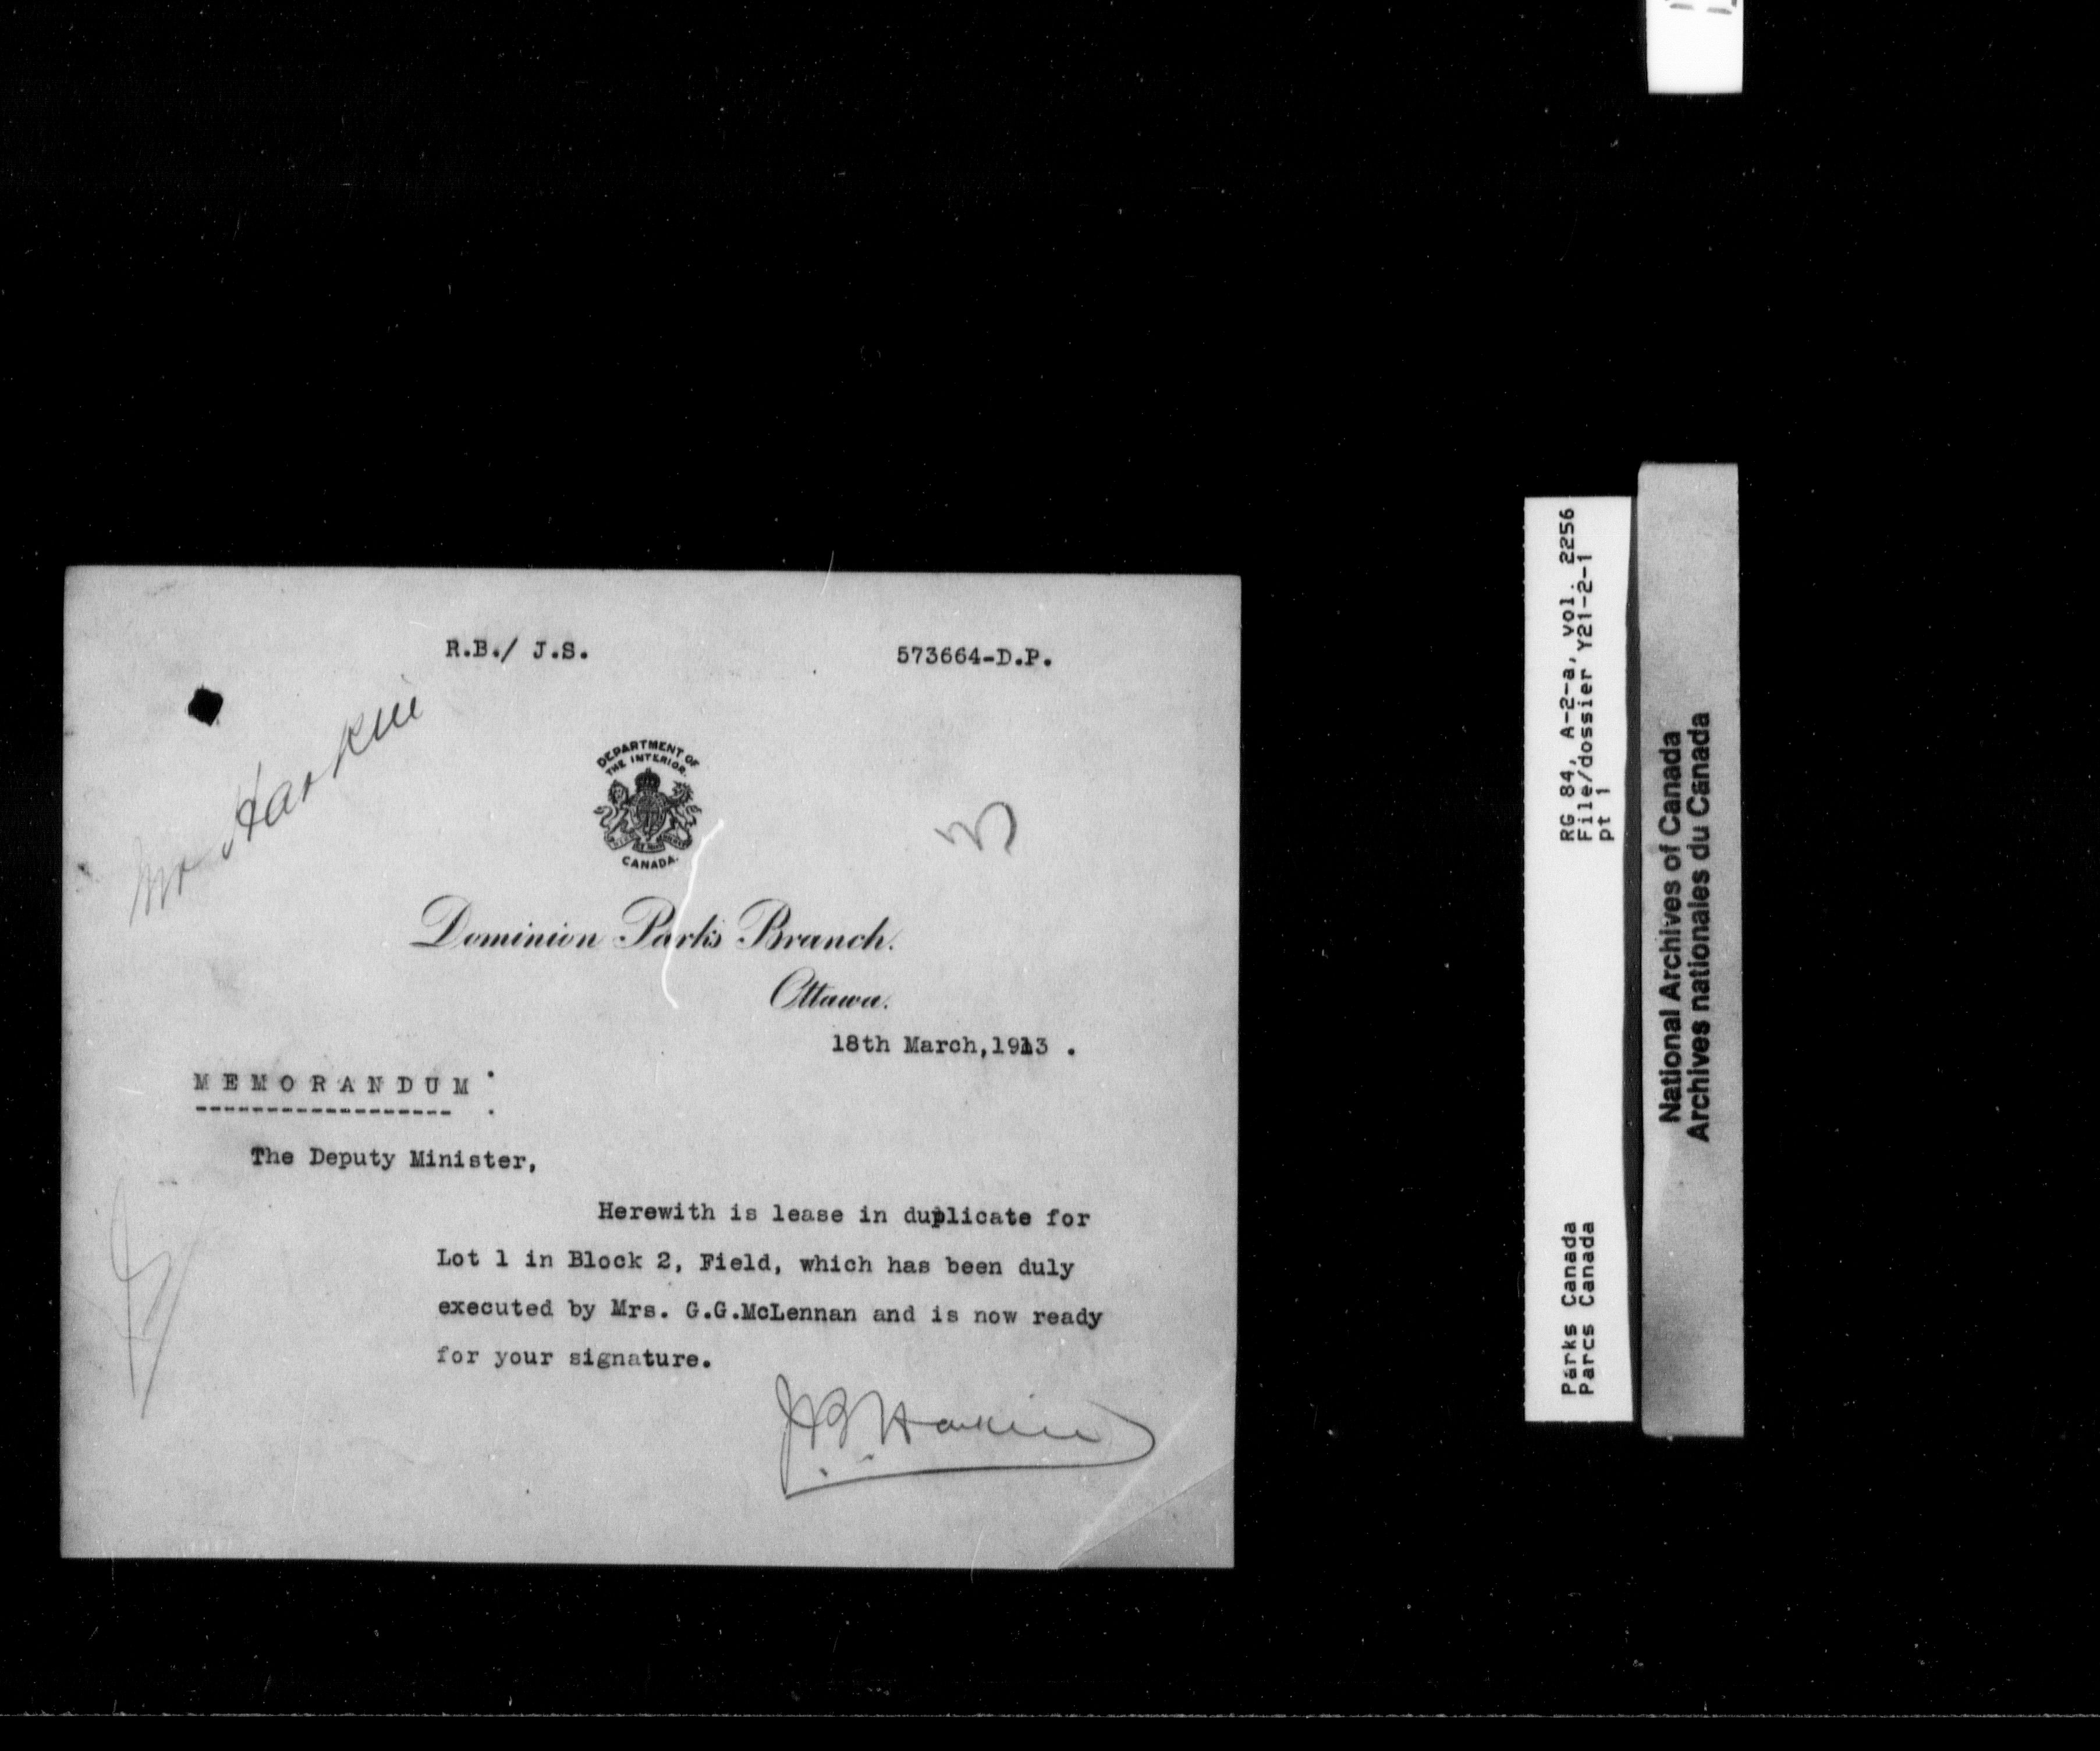 R.B./ J.S.
573664-D.P.
Mr Harkin
DEPARTMENT OF
THE INTERIOR.
CANADA.
3
Dominion Parks Branch.
Ottawa.
18th March,1913 .
MEMORANDUM :
------------------ .
The Deputy Minister,
Herewith is lease in duplicate for
Lot 1 in Block 2, Field, which has been duly
executed by Mrs. G.G.McLennan and is now ready
for your signature.
J B Harkin
RG 84, A-2-a, vol. 2256
File/dossier Y21-2-1
pt 1
Parks Canada
Parcs Canada
National Archives of Canada
Archives nationales du Canada